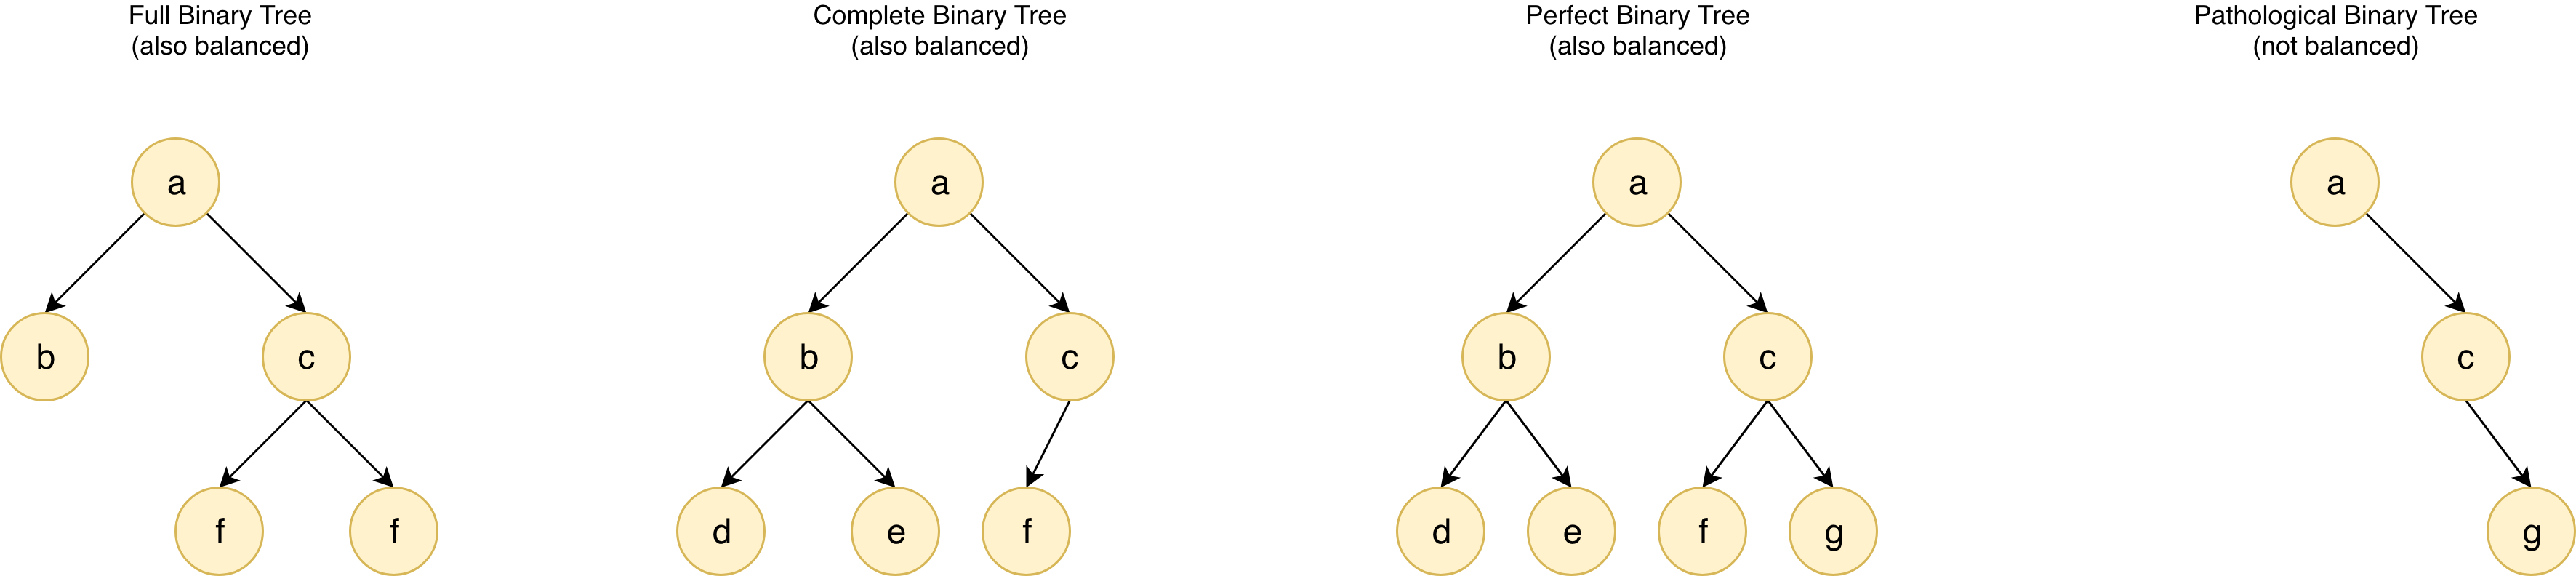 Full Binary Tree
(also balanced)
Complete Binary Tree
(also balanced)
Perfect Binary Tree
(also balanced)
Pathological Binary Tree
(not balanced)
a
b
c
f
f
a
b
c
d
e
f
a
b
c
d
e
f
g
a
c
g